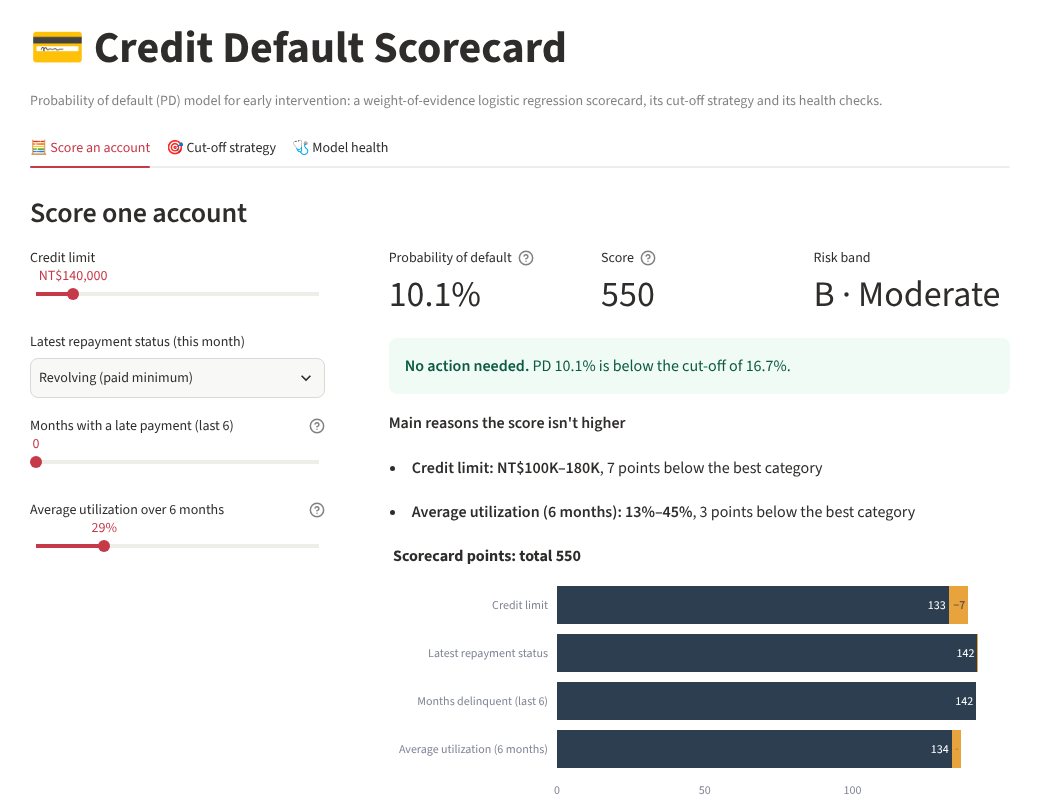 Credit Default Scorecard
Probability of default (PD) model for early intervention: a weight-of-evidence logistic regression scorecard, its cut-off strategy and its health checks.
Score an account
Cut-off strategy
Model health
Score one account
Credit limit
NT$140,000
Latest repayment status (this month)
Revolving (paid minimum)
Months with a late payment (last 6)
0
Average utilization over 6 months
29%
Probability of default
10.1%
Score
550
Risk band
B · Moderate
No action needed. PD 10.1% is below the cut-off of 16.7%.
Main reasons the score isn't higher
• Credit limit: NT$100K–180K, 7 points below the best category
• Average utilization (6 months): 13%–45%, 3 points below the best category
Scorecard points: total 550
Credit limit 133 −7
Latest repayment status 142
Months delinquent (last 6) 142
Average utilization (6 months) 134
0 50 100